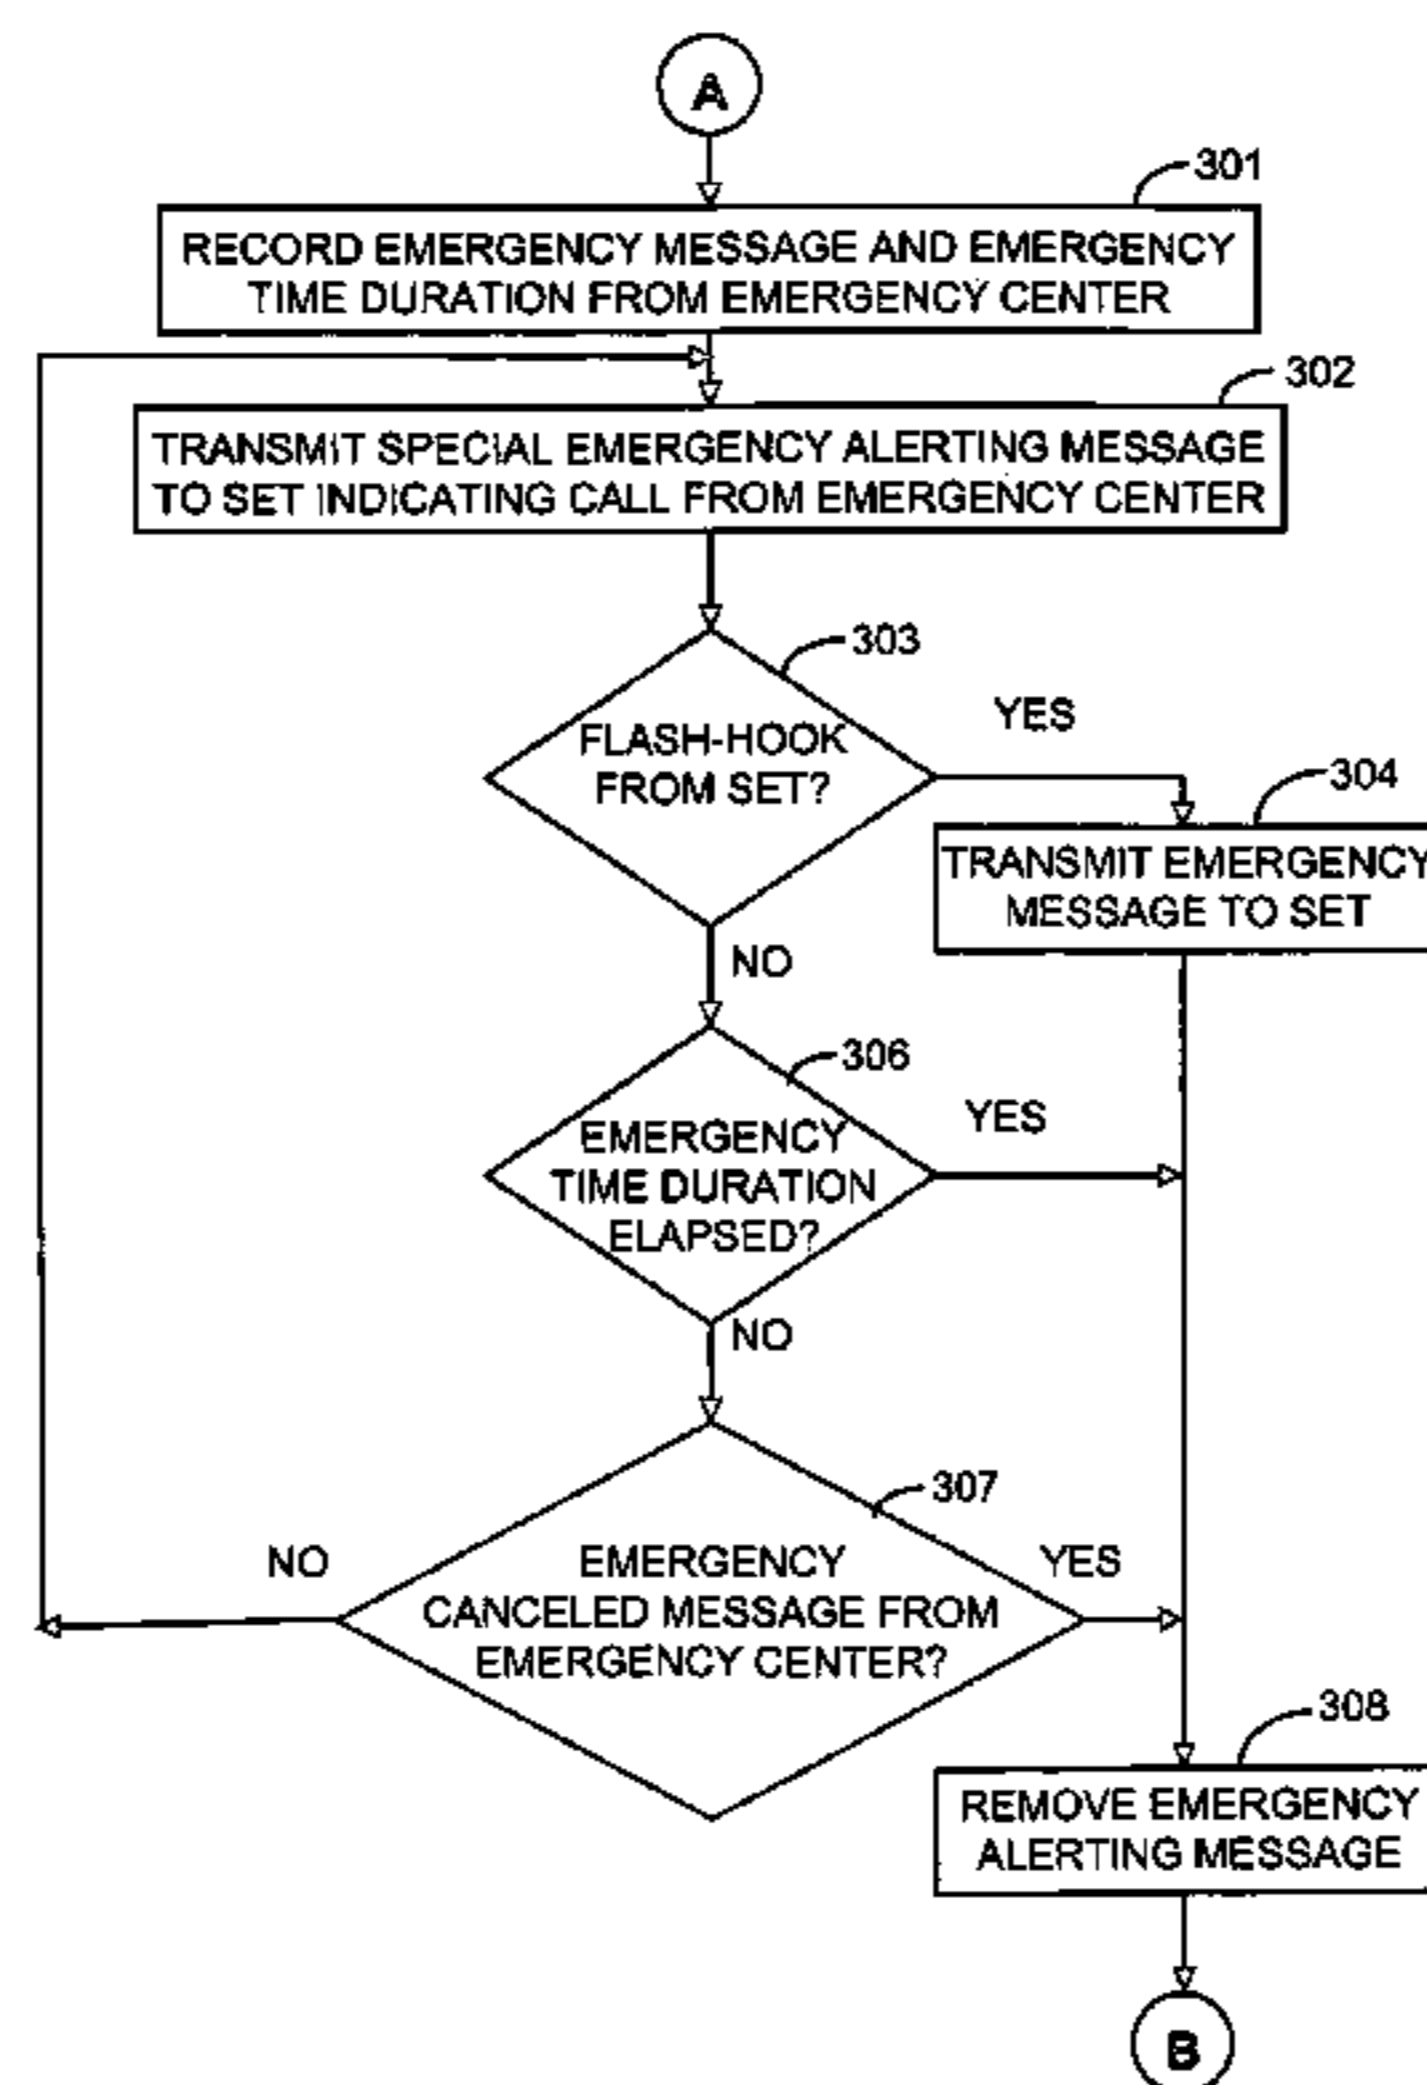 A
301
RECORD EMERGENCY MESSAGE AND EMERGENCY
TIME DURATION FROM EMERGENCY CENTER
302
TRANSMIT SPECIAL EMERGENCY ALERTING MESSAGE
TO SET INDICATING CALL FROM EMERGENCY CENTER
303
FLASH-HOOK
FROM SET?
YES
304
TRANSMIT EMERGENCY
MESSAGE TO SET
NO
306
EMERGENCY
TIME DURATION
ELAPSED?
YES
NO
307
EMERGENCY
CANCELED MESSAGE FROM
EMERGENCY CENTER?
NO
YES
308
REMOVE EMERGENCY
ALERTING MESSAGE
B